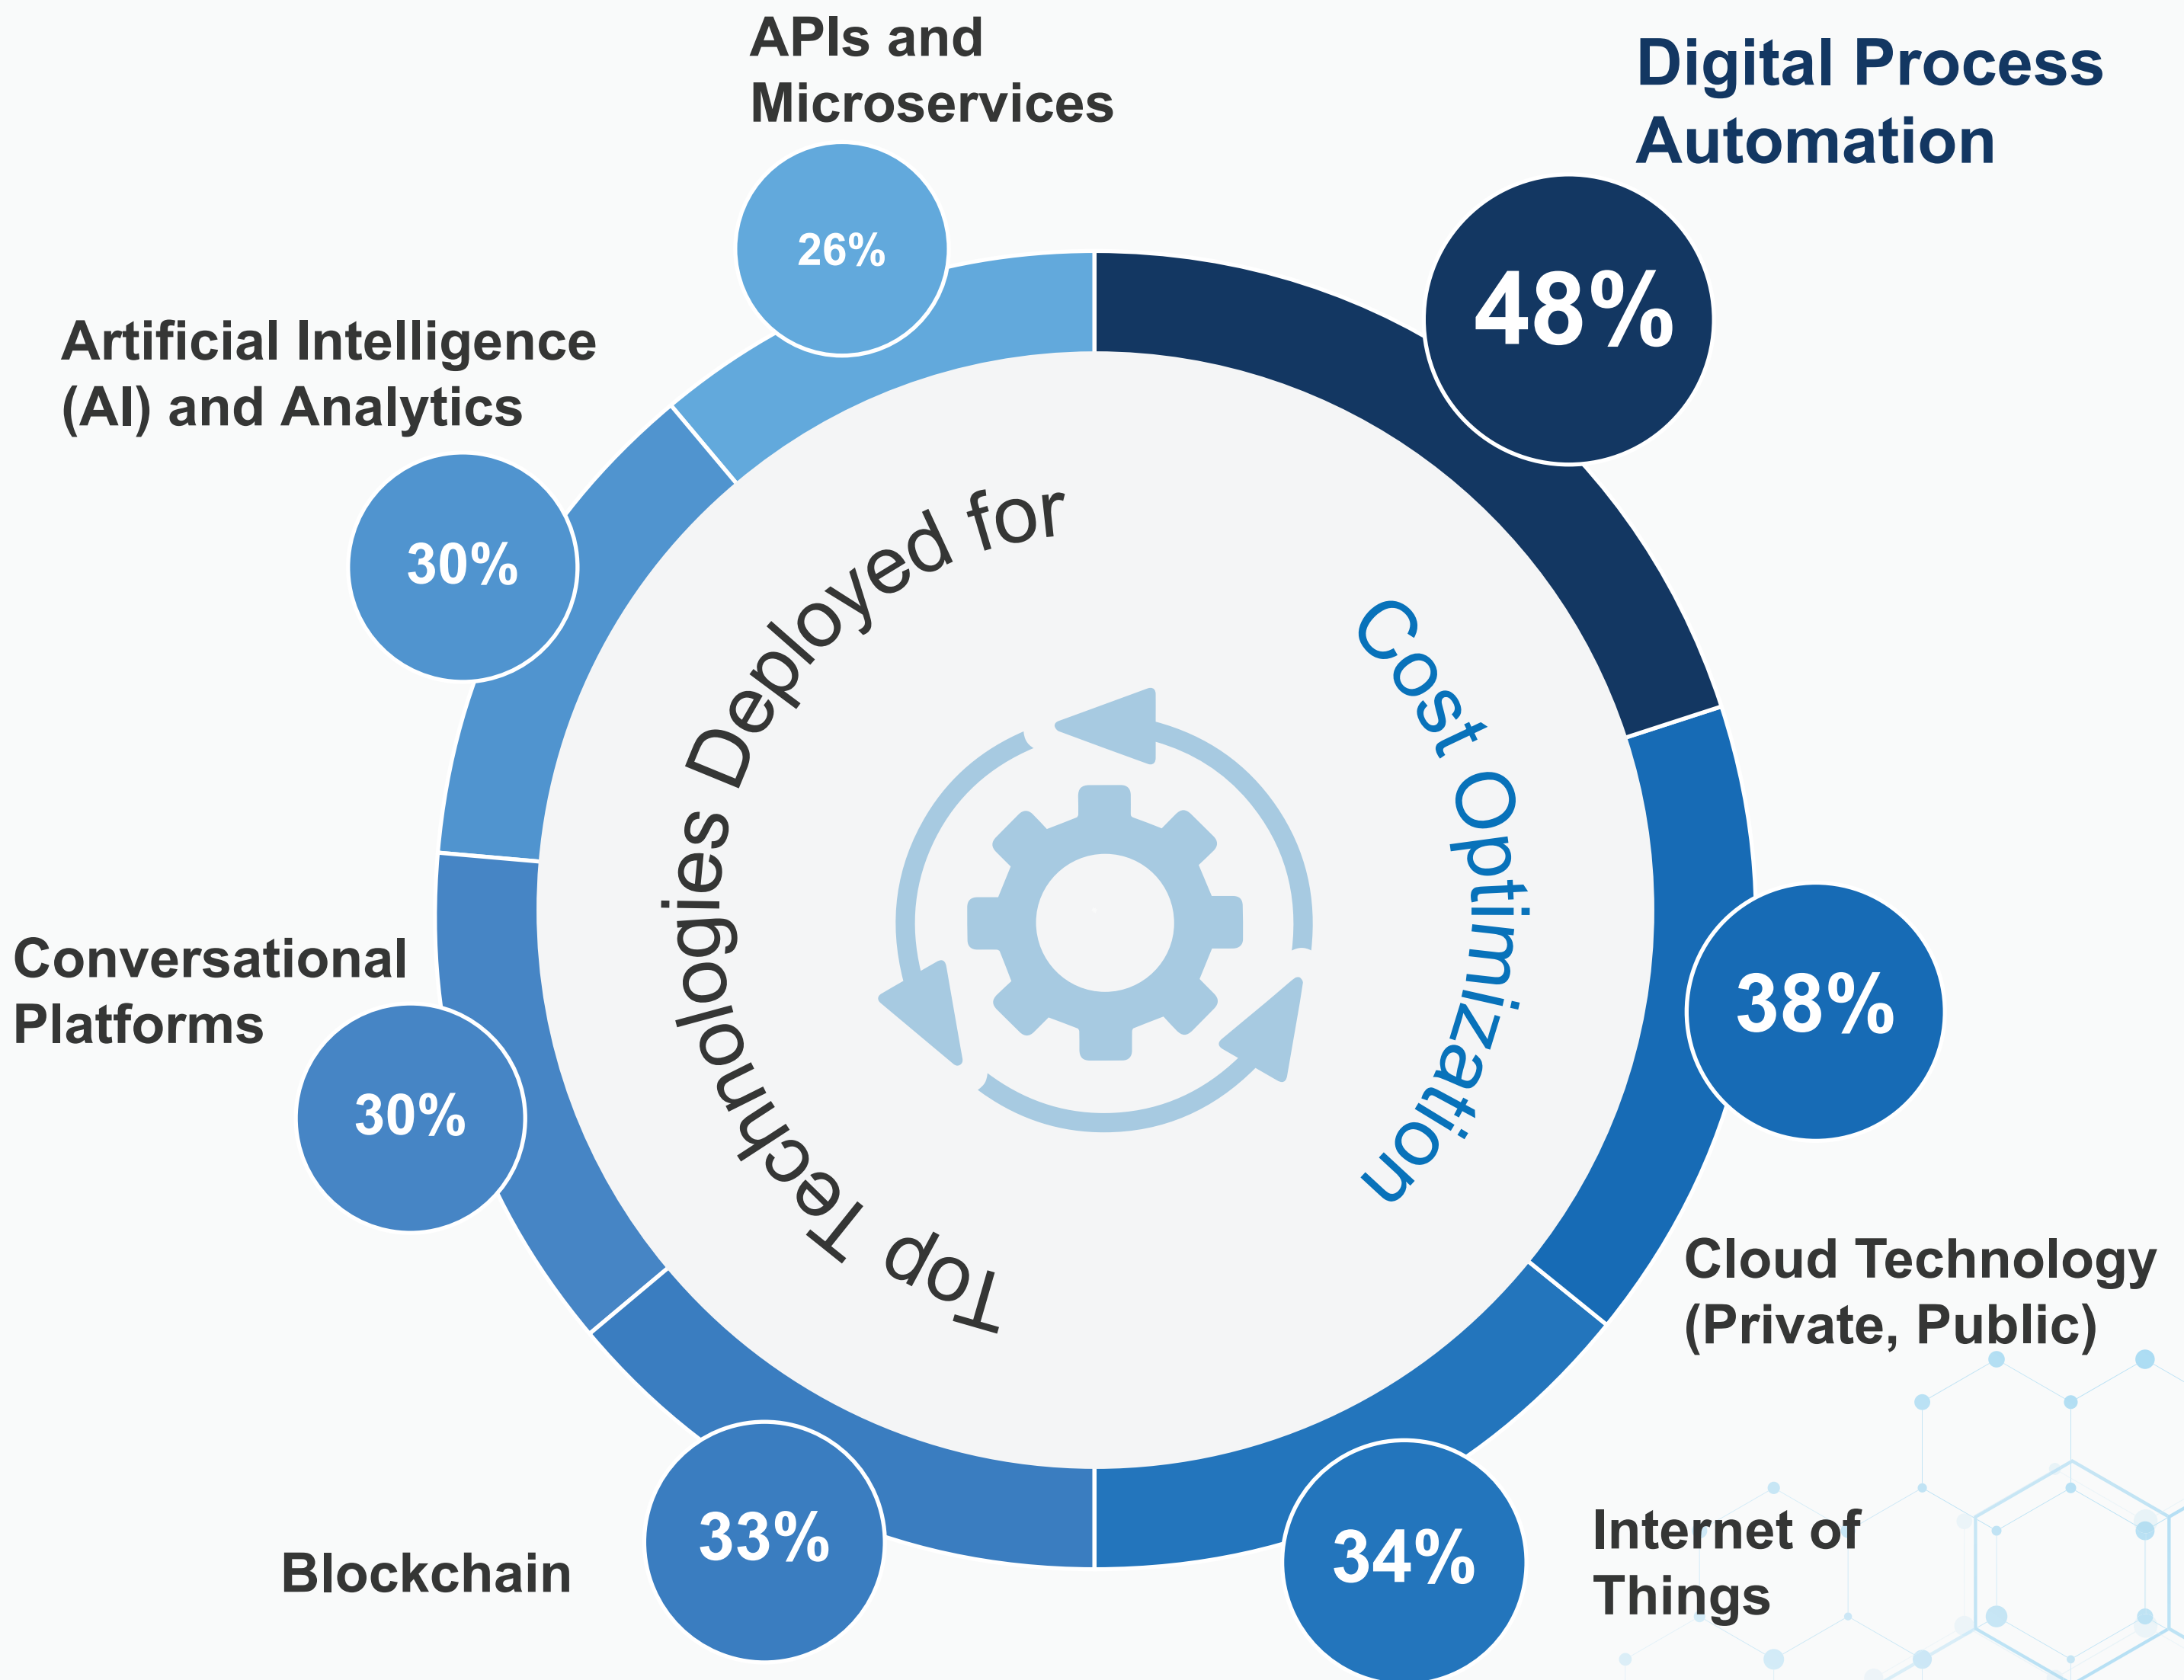 APIs and
Microservices
26%
Digital Process
Automation
48%
Artificial Intelligence
(AI) and Analytics
30%
Top Technologies Deployed for
Cost Optimization
38%
Cloud Technology
(Private, Public)
Conversational
Platforms
30%
Blockchain
33%
34%
Internet of
Things